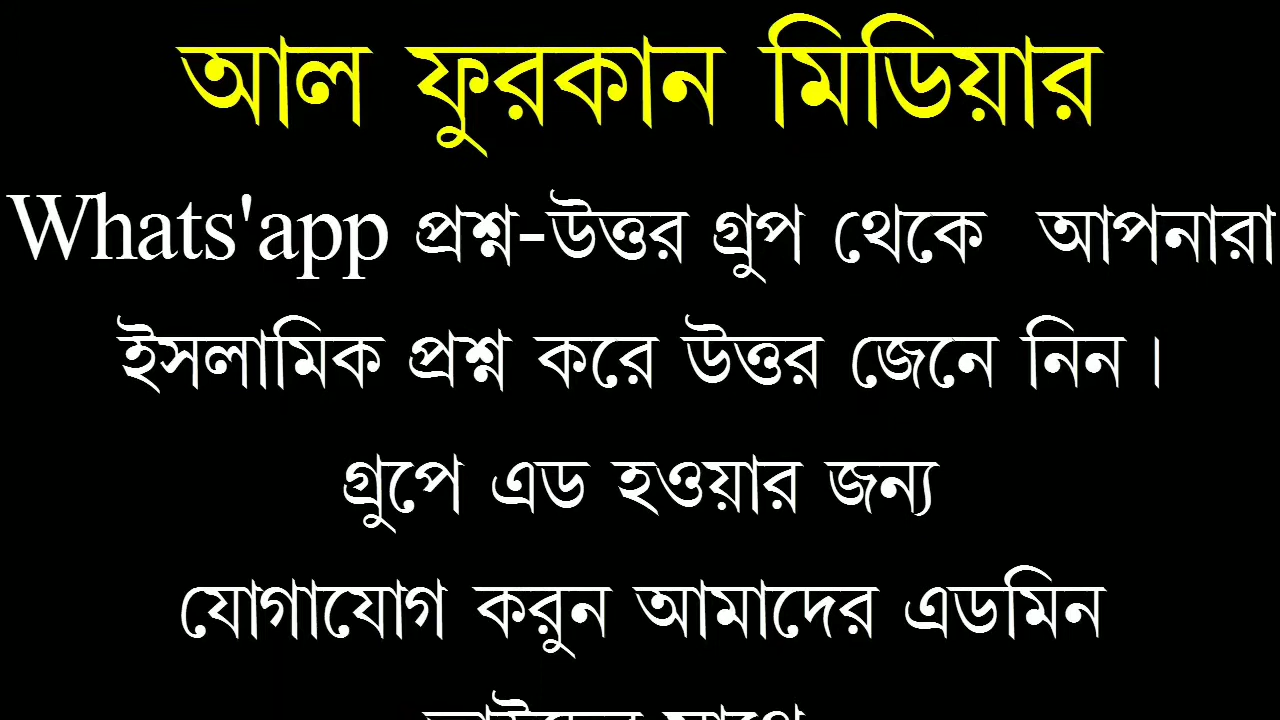 আল ফুরকান মিডিয়ার
Whats'app প্রশ্ন-উত্তর গ্রুপ থেকে আপনারা
ইসলামিক প্রশ্ন করে উত্তর জেনে নিন।
গ্রুপে এড হওয়ার জন্য
যোগাযোগ করুন আমাদের এডমিন